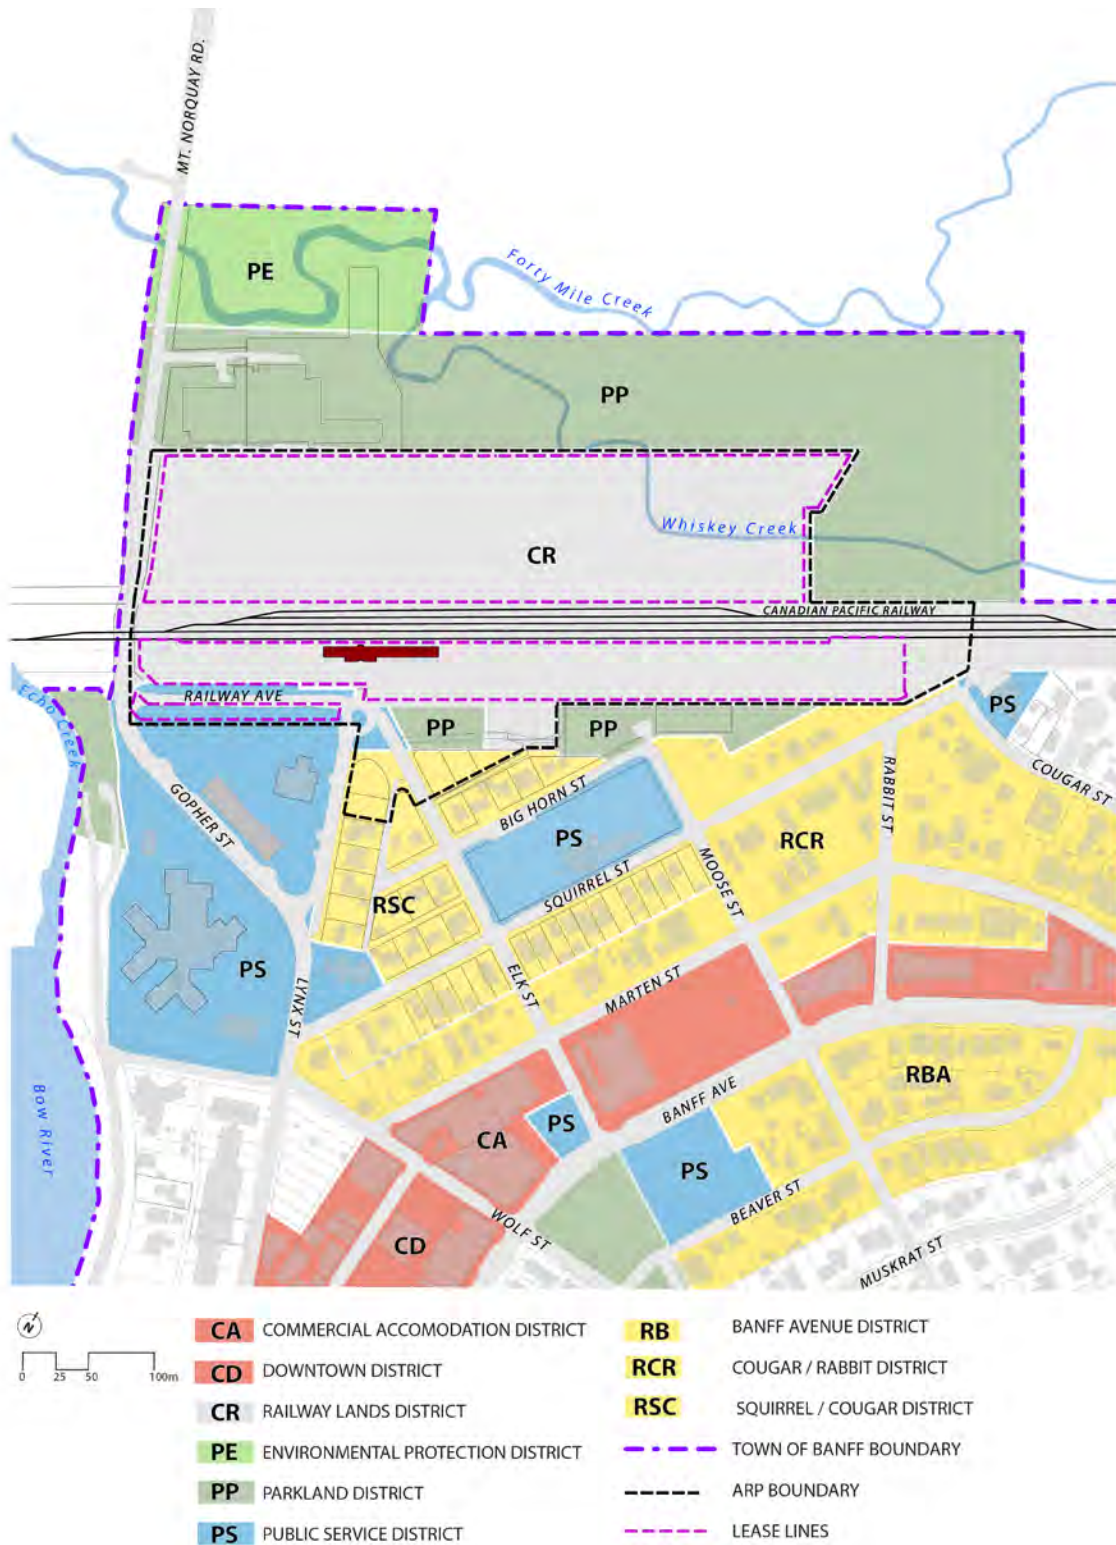 MT. NORQUAY RD.
PE
Forty Mile Creek
PP
Whiskey Creek
CR
CANADIAN PACIFIC RAILWAY
Echo Creek
RAILWAY AVE
PP
PP
PS
COUGAR ST
GOPHER ST
BIG HORN ST
RABBIT ST
PS
RCR
SQUIRREL ST
MOOSE ST
RSC
PS
LYNX ST
ELK ST
MARTEN ST
Bow River
RBA
BANFF AVE
CA
PS
PS
BEAVER ST
WOLF ST
CD
MUSKRAT ST
N
0 25 50 100m
CA COMMERCIAL ACCOMODATION DISTRICT
CD DOWNTOWN DISTRICT
CR RAILWAY LANDS DISTRICT
PE ENVIRONMENTAL PROTECTION DISTRICT
PP PARKLAND DISTRICT
PS PUBLIC SERVICE DISTRICT
RB BANFF AVENUE DISTRICT
RCR COUGAR / RABBIT DISTRICT
RSC SQUIRREL / COUGAR DISTRICT
TOWN OF BANFF BOUNDARY
ARP BOUNDARY
LEASE LINES